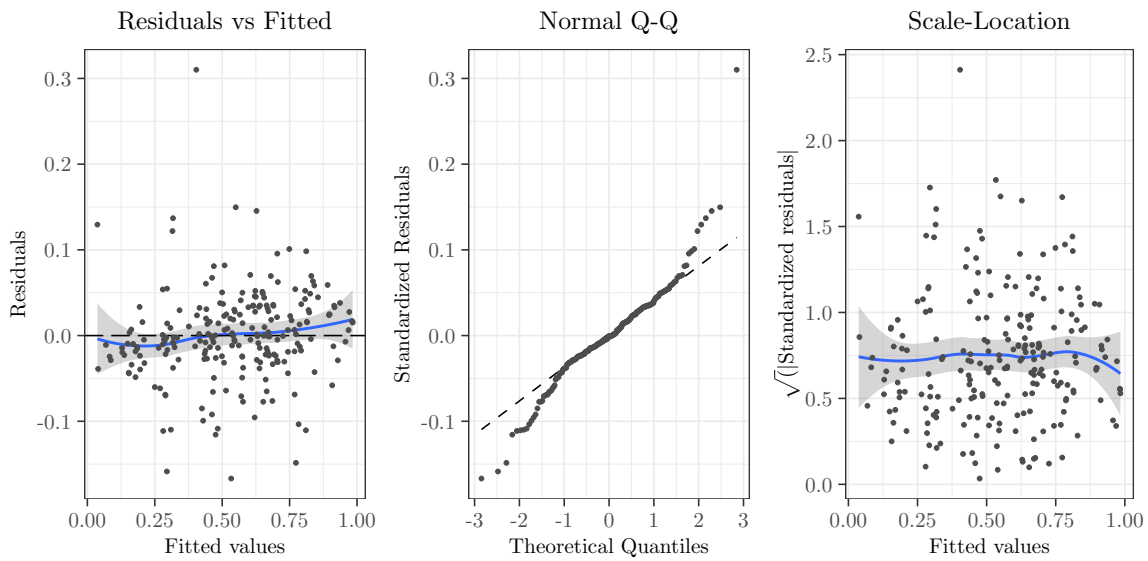 Residuals vs Fitted
Normal Q-Q
Scale-Location
Residuals
0.3
0.2
0.1
0.0
-0.1
0.00 0.25 0.50 0.75 1.00
Fitted values
Standardized Residuals
0.3
0.2
0.1
0.0
-0.1
-3 -2 -1 0 1 2 3
Theoretical Quantiles
√(|Standardized residuals|
2.5
2.0
1.5
1.0
0.5
0.0
0.00 0.25 0.50 0.75 1.00
Fitted values